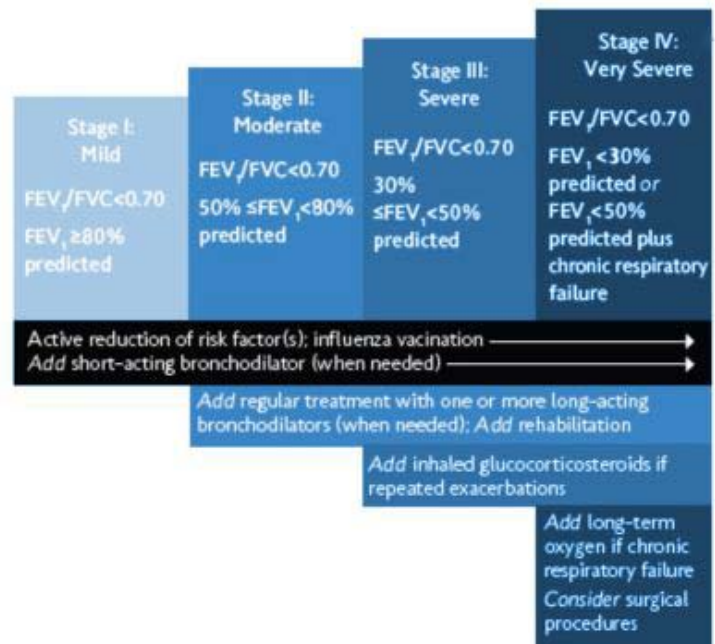 Stage I:
Mild
FEV₁/FVC<0.70
FEV₁ ≥80%
predicted
Stage II:
Moderate
FEV₁/FVC<0.70
50% ≤FEV₁<80%
predicted
Stage III:
Severe
FEV₁/FVC<0.70
30%
≤FEV₁<50%
predicted
Stage IV:
Very Severe
FEV₁/FVC<0.70
FEV₁ <30%
predicted or
FEV₁<50%
predicted plus
chronic respiratory
failure
Active reduction of risk factor(s); influenza vacination
Add short-acting bronchodilator (when needed)
Add regular treatment with one or more long-acting
bronchodilators (when needed); Add rehabilitation
Add inhaled glucocorticosteroids if
repeated exacerbations
Add long-term
oxygen if chronic
respiratory failure
Consider surgical
procedures